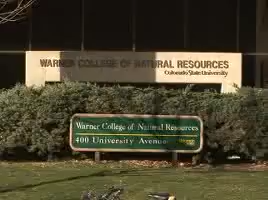 WARNER COLLEGE OF NATURAL RESOURCES
Colorado State University
Warner College of Natural Resources
400 University Avenue